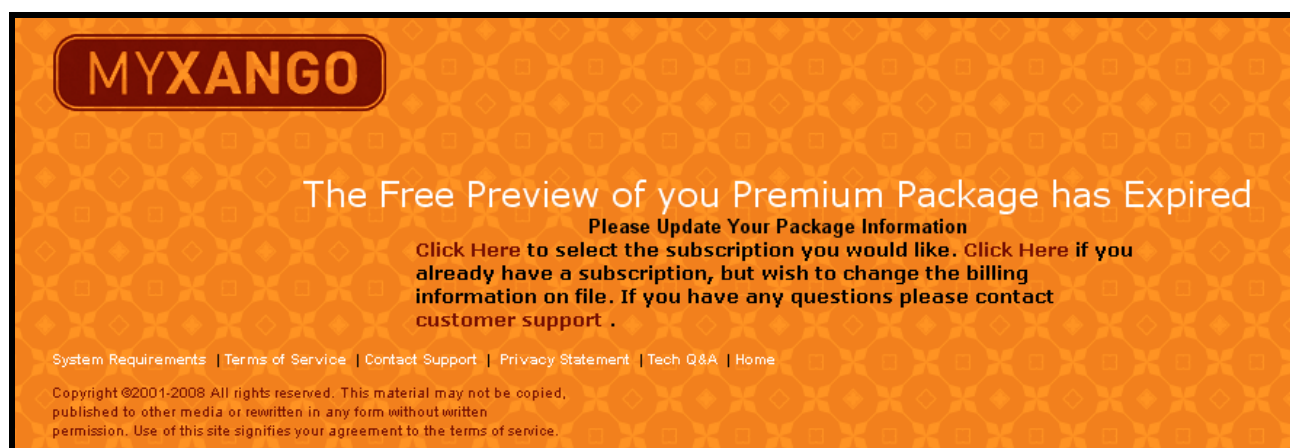 MYXANGO
The Free Preview of you Premium Package has Expired
Please Update Your Package Information
Click Here to select the subscription you would like. Click Here if you
already have a subscription, but wish to change the billing
information on file. If you have any questions please contact
customer support .
System Requirements | Terms of Service | Contact Support | Privacy Statement | Tech Q&A | Home
Copyright ©2001-2008 All rights reserved. This material may not be copied,
published to other media or rewritten in any form without written
permission. Use of this site signifies your agreement to the terms of service.